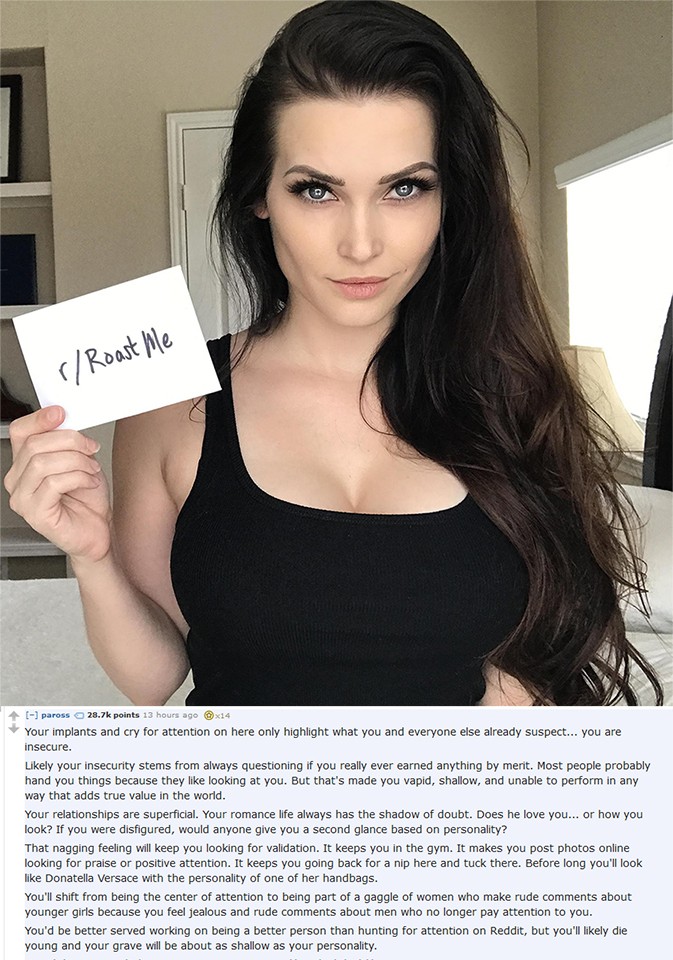 r/Roast Me
[–] paross 28.7k points 13 hours ago x14
Your implants and cry for attention on here only highlight what you and everyone else already suspect... you are
insecure.
Likely your insecurity stems from always questioning if you really ever earned anything by merit. Most people probably
hand you things because they like looking at you. But that's made you vapid, shallow, and unable to perform in any
way that adds true value in the world.
Your relationships are superficial. Your romance life always has the shadow of doubt. Does he love you... or how you
look? If you were disfigured, would anyone give you a second glance based on personality?
That nagging feeling will keep you looking for validation. It keeps you in the gym. It makes you post photos online
looking for praise or positive attention. It keeps you going back for a nip here and tuck there. Before long you'll look
like Donatella Versace with the personality of one of her handbags.
You'll shift from being the center of attention to being part of a gaggle of women who make rude comments about
younger girls because you feel jealous and rude comments about men who no longer pay attention to you.
You'd be better served working on being a better person than hunting for attention on Reddit, but you'll likely die
young and your grave will be about as shallow as your personality.